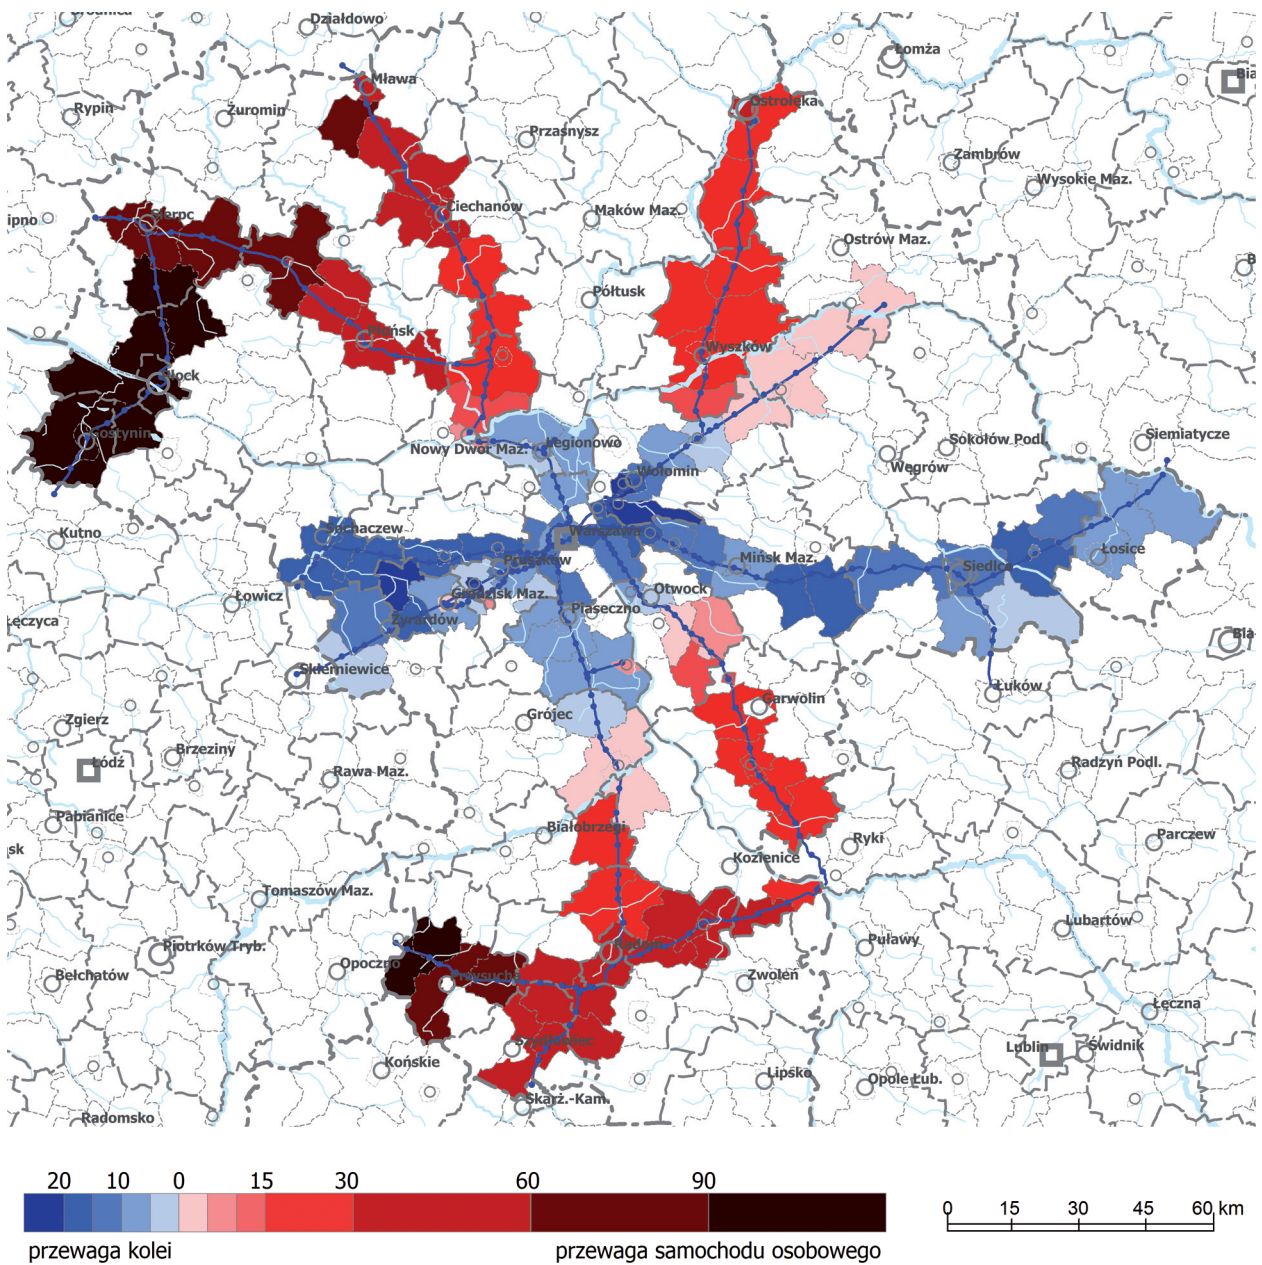 Działdowo
Mława
Łomża
Rypin
Żuromin
Ostrołęka
Przasnysz
Zambrów
Wysokie Maz.
Sierpc
Ciechanów
Maków Maz.
ipno
Ostrów Maz.
Półtusk
Płońsk
Wyszków
Płock
Gostynin
Nowy Dwór Maz.
Legionowo
Sokołów Podl.
Siemiatycze
Węgrów
Wołomin
Kutno
Sochaczew
Warszawa
Mińsk Maz.
Łosice
Pruszków
Siedlce
Łowicz
Grodzisk Maz.
Otwock
Żyrardów
Piaseczno
Łęczyca
Bia
Skierniewice
Łuków
Garwolin
Zgierz
Grójec
Brzeziny
Łódź
Rawa Maz.
Radzyń Podl.
Pabianice
Białobrzegi
Ryki
Parczew
sk
Kozienice
Tomaszów Maz.
Lubartów
Piotrków Tryb.
Radom
Puławy
Opoczno
Bełchatów
Przysucha
Zwoleń
Łęczna
Szydłowiec
Lublin
Świdnik
Końskie
Lipsko
Opole Lub.
Skarż.-Kam.
Radomsko
20 10 0 15 30 60 90
0 15 30 45 60 km
przewaga kolei
przewaga samochodu osobowego